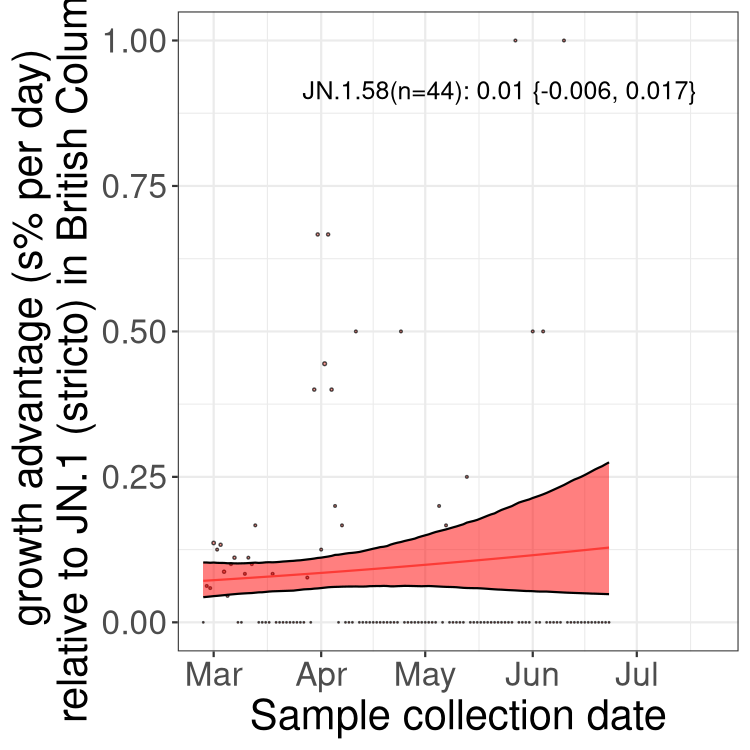 growth advantage (s% per day)
relative to JN.1 (stricto) in British Colum
1.00
0.75
0.50
0.25
0.00
JN.1.58(n=44): 0.01 {-0.006, 0.017}
Mar Apr May Jun Jul
Sample collection date